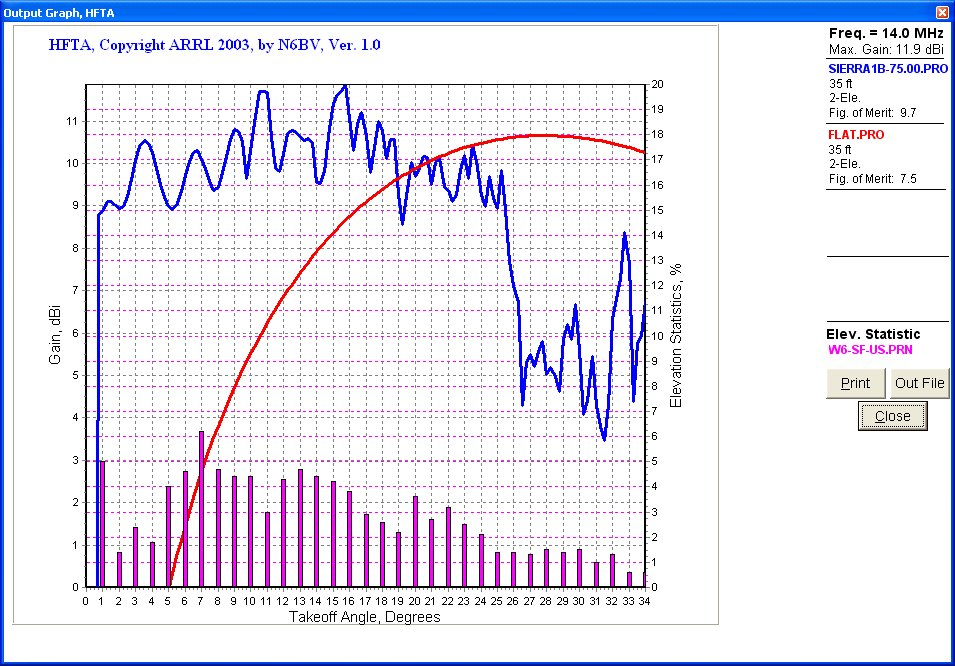 Output Graph, HFTA
HFTA, Copyright ARRL 2003, by N6BV, Ver. 1.0
Freq. = 14.0 MHz
Max. Gain: 11.9 dBi
SIERRA1B-75.00.PRO
35 ft
2-Ele.
Fig. of Merit: 9.7
FLAT.PRO
35 ft
2-Ele.
Fig. of Merit: 7.5
Elev. Statistic
W6-SF-US.PRN
Print
Out File
Close
Gain, dBi
11
10
9
8
7
6
5
4
3
2
1
0
20
19
18
17
16
15
14
13
12
11
10
9
8
7
6
5
4
3
2
1
0
Elevation Statistics, %
0 1 2 3 4 5 6 7 8 9 10 11 12 13 14 15 16 17 18 19 20 21 22 23 24 25 26 27 28 29 30 31 32 33 34
Takeoff Angle, Degrees